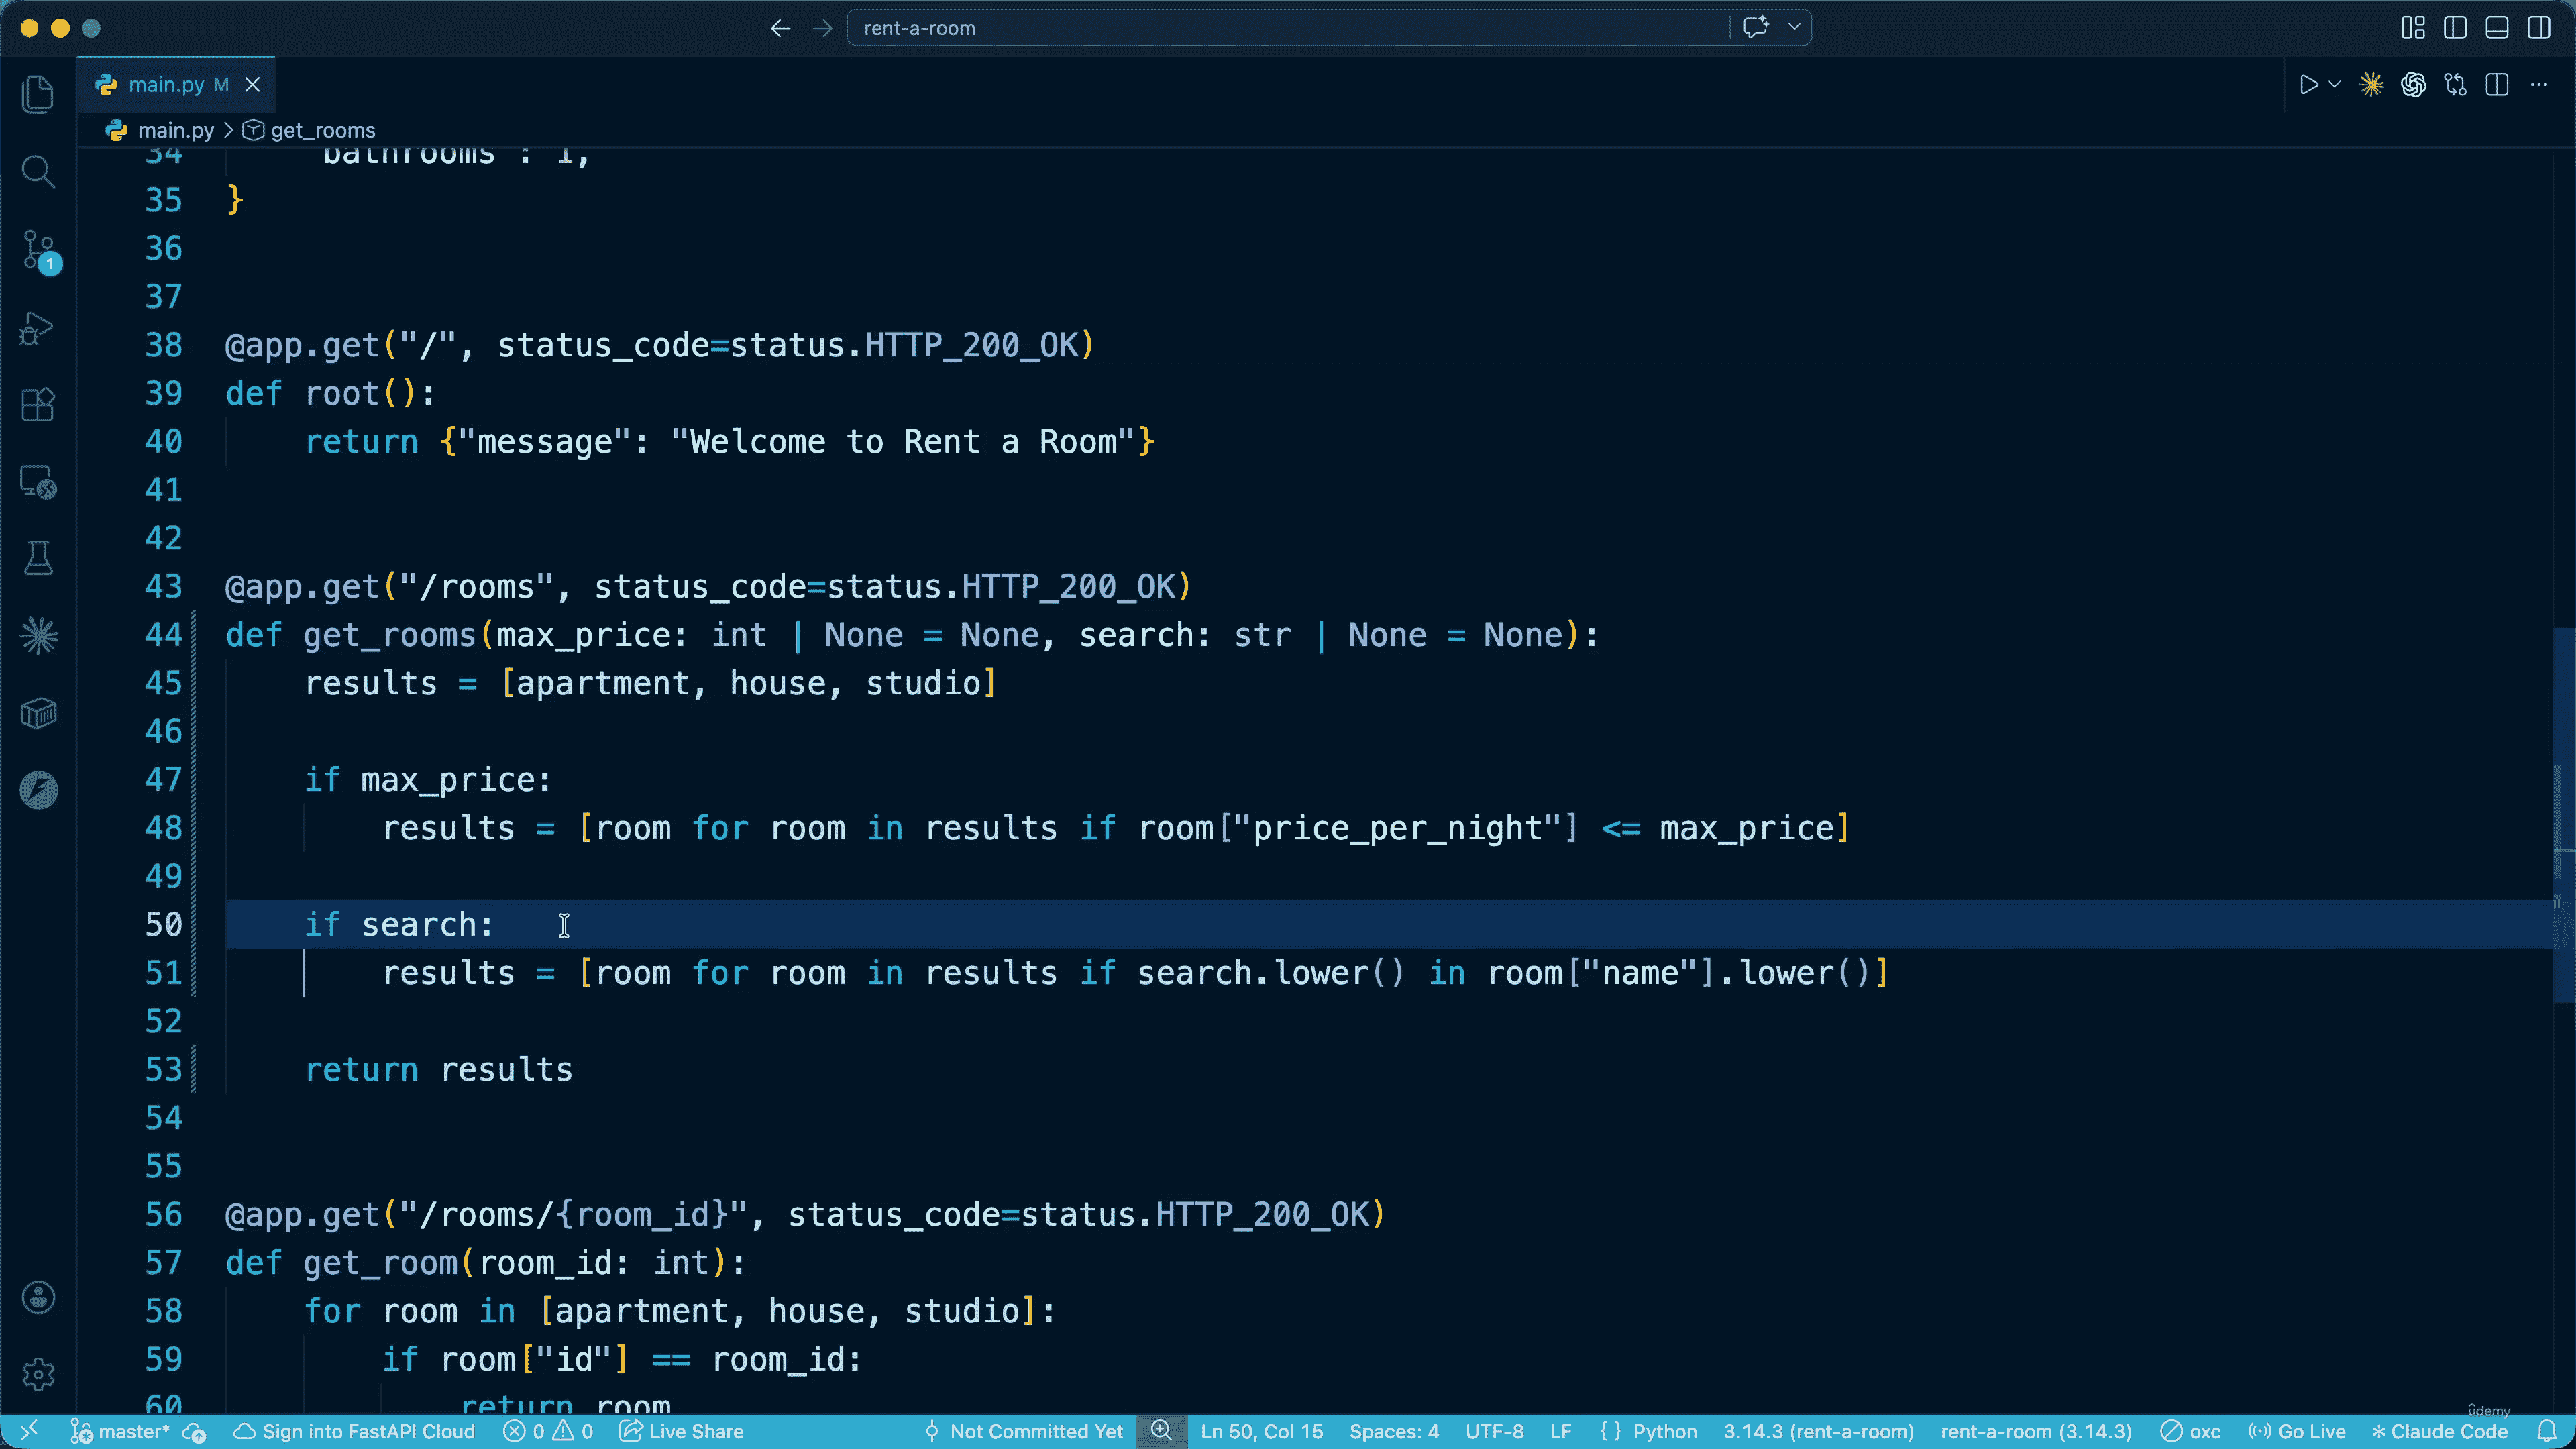 rent-a-room
main.py M
main.py > get_rooms
34 "bathrooms": 1,
35 }
36
37
38 @app.get("/", status_code=status.HTTP_200_OK)
39 def root():
40 return {"message": "Welcome to Rent a Room"}
41
42
43 @app.get("/rooms", status_code=status.HTTP_200_OK)
44 def get_rooms(max_price: int | None = None, search: str | None = None):
45 results = [apartment, house, studio]
46
47 if max_price:
48 results = [room for room in results if room["price_per_night"] <= max_price]
49
50 if search:
51 results = [room for room in results if search.lower() in room["name"].lower()]
52
53 return results
54
55
56 @app.get("/rooms/{room_id}", status_code=status.HTTP_200_OK)
57 def get_room(room_id: int):
58 for room in [apartment, house, studio]:
59 if room["id"] == room_id:
60 return room
1
ûdemy
master* Sign into FastAPI Cloud 0 0 Live Share Not Committed Yet Ln 50, Col 15 Spaces: 4 UTF-8 LF { } Python 3.14.3 (rent-a-room) rent-a-room (3.14.3) oxc Go Live Claude Code